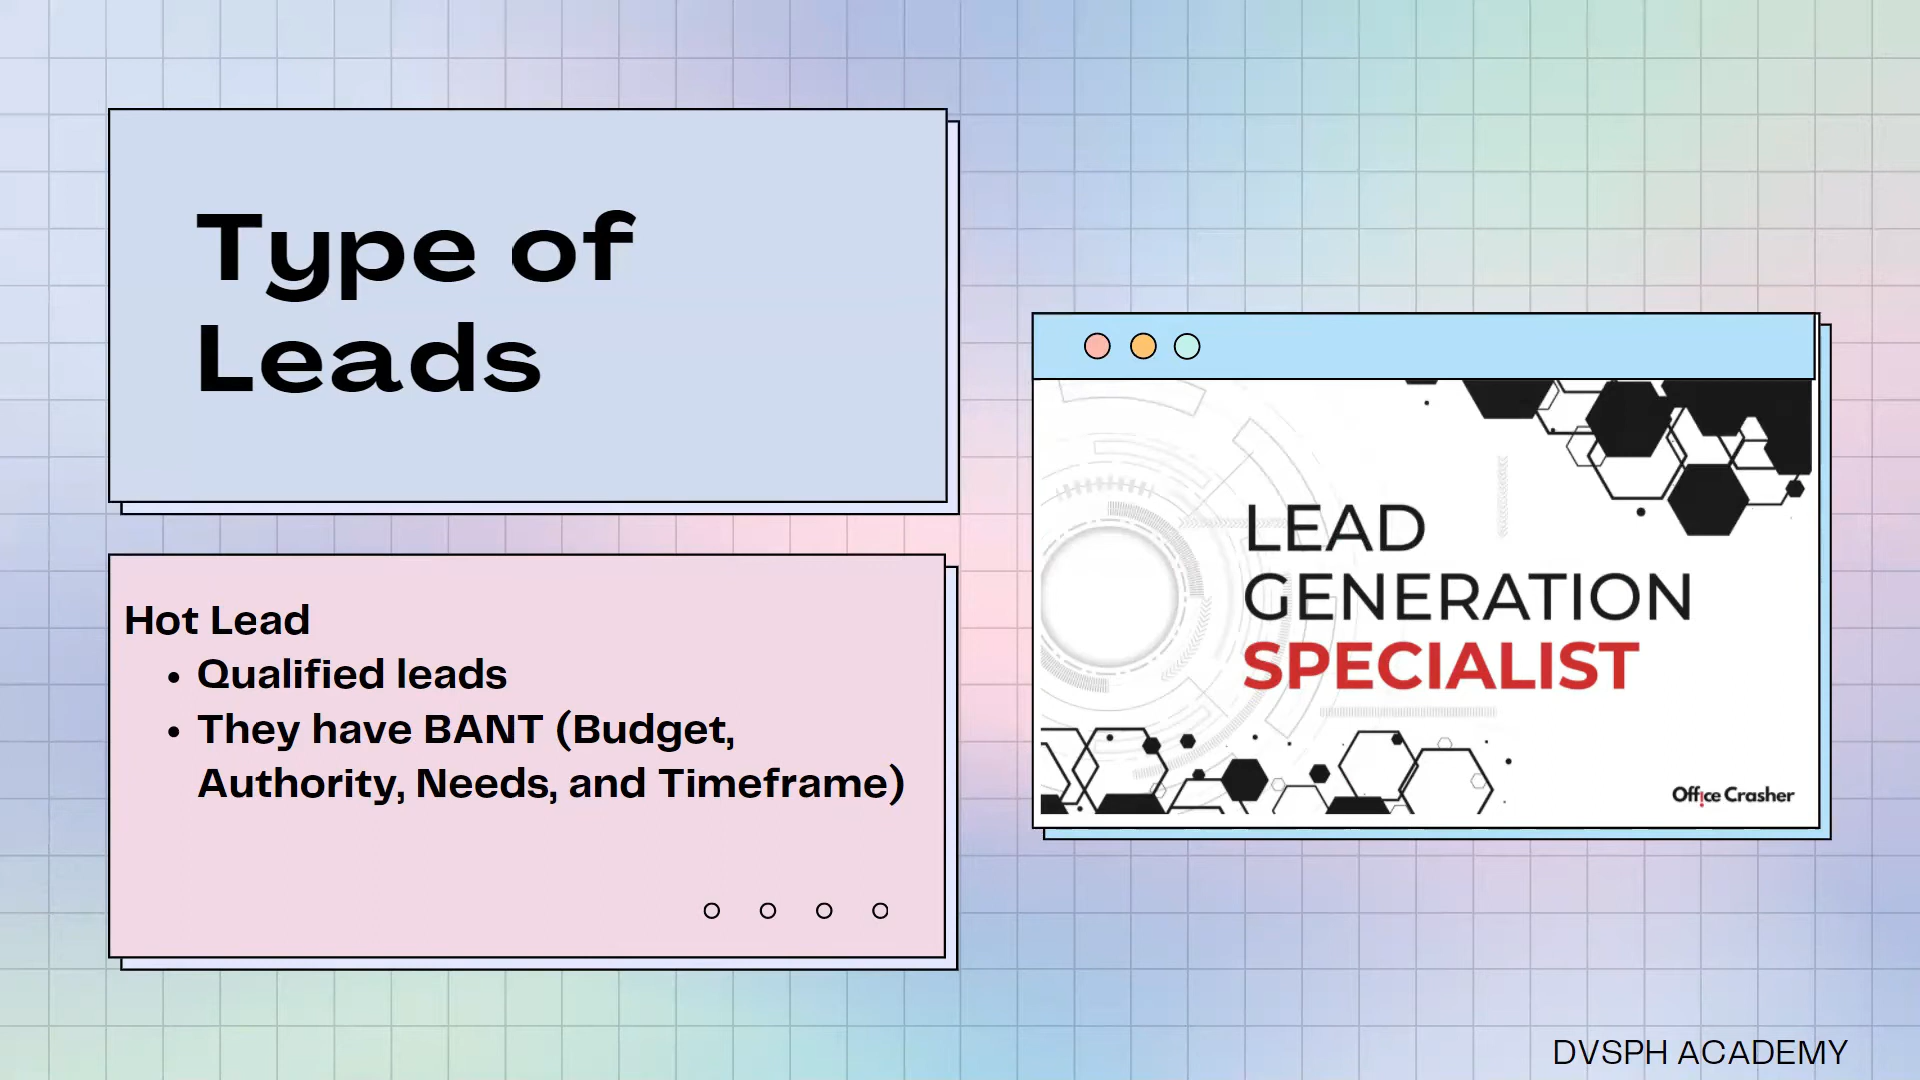 Type of
Leads
Hot Lead
• Qualified leads
• They have BANT (Budget,
Authority, Needs, and Timeframe)
LEAD
GENERATION
SPECIALIST
Office Crasher
DVSPH ACADEMY